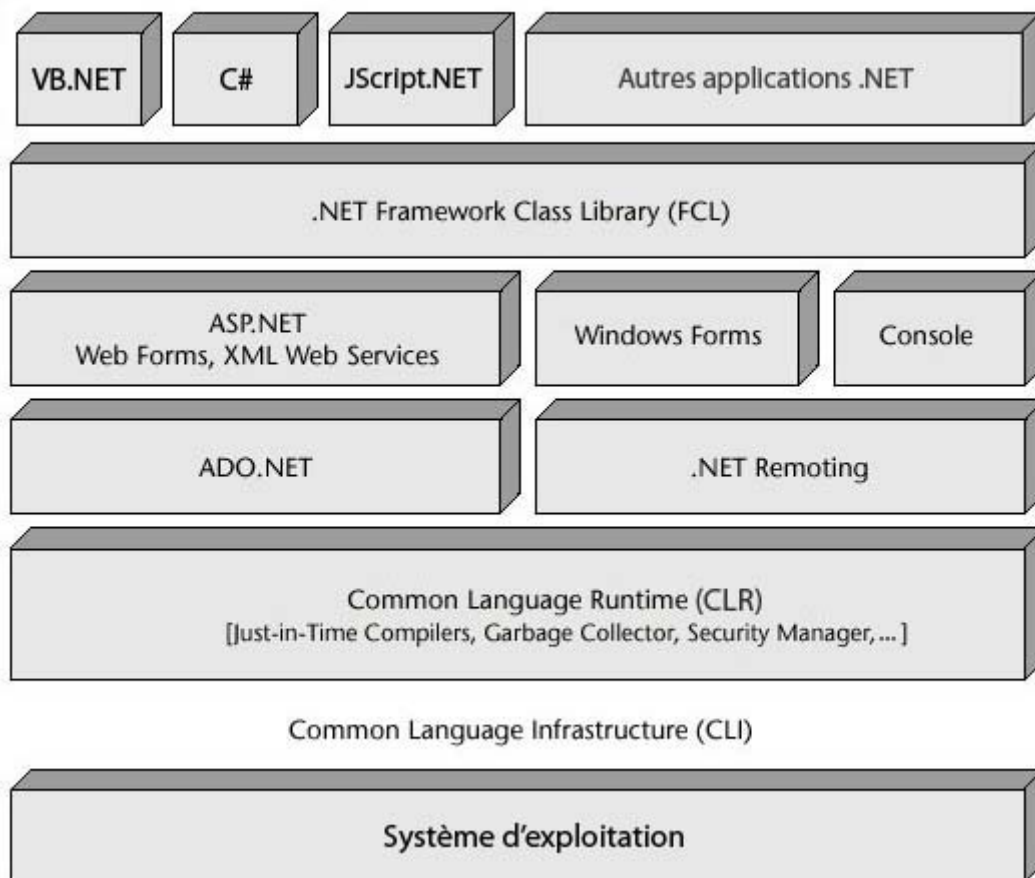 VB.NET
C#
JScript.NET
Autres applications .NET
.NET Framework Class Library (FCL)
ASP.NET
Web Forms, XML Web Services
Windows Forms
Console
ADO.NET
.NET Remoting
Common Language Runtime (CLR)
[Just-in-Time Compilers, Garbage Collector, Security Manager, ... ]
Common Language Infrastructure (CLI)
Système d'exploitation